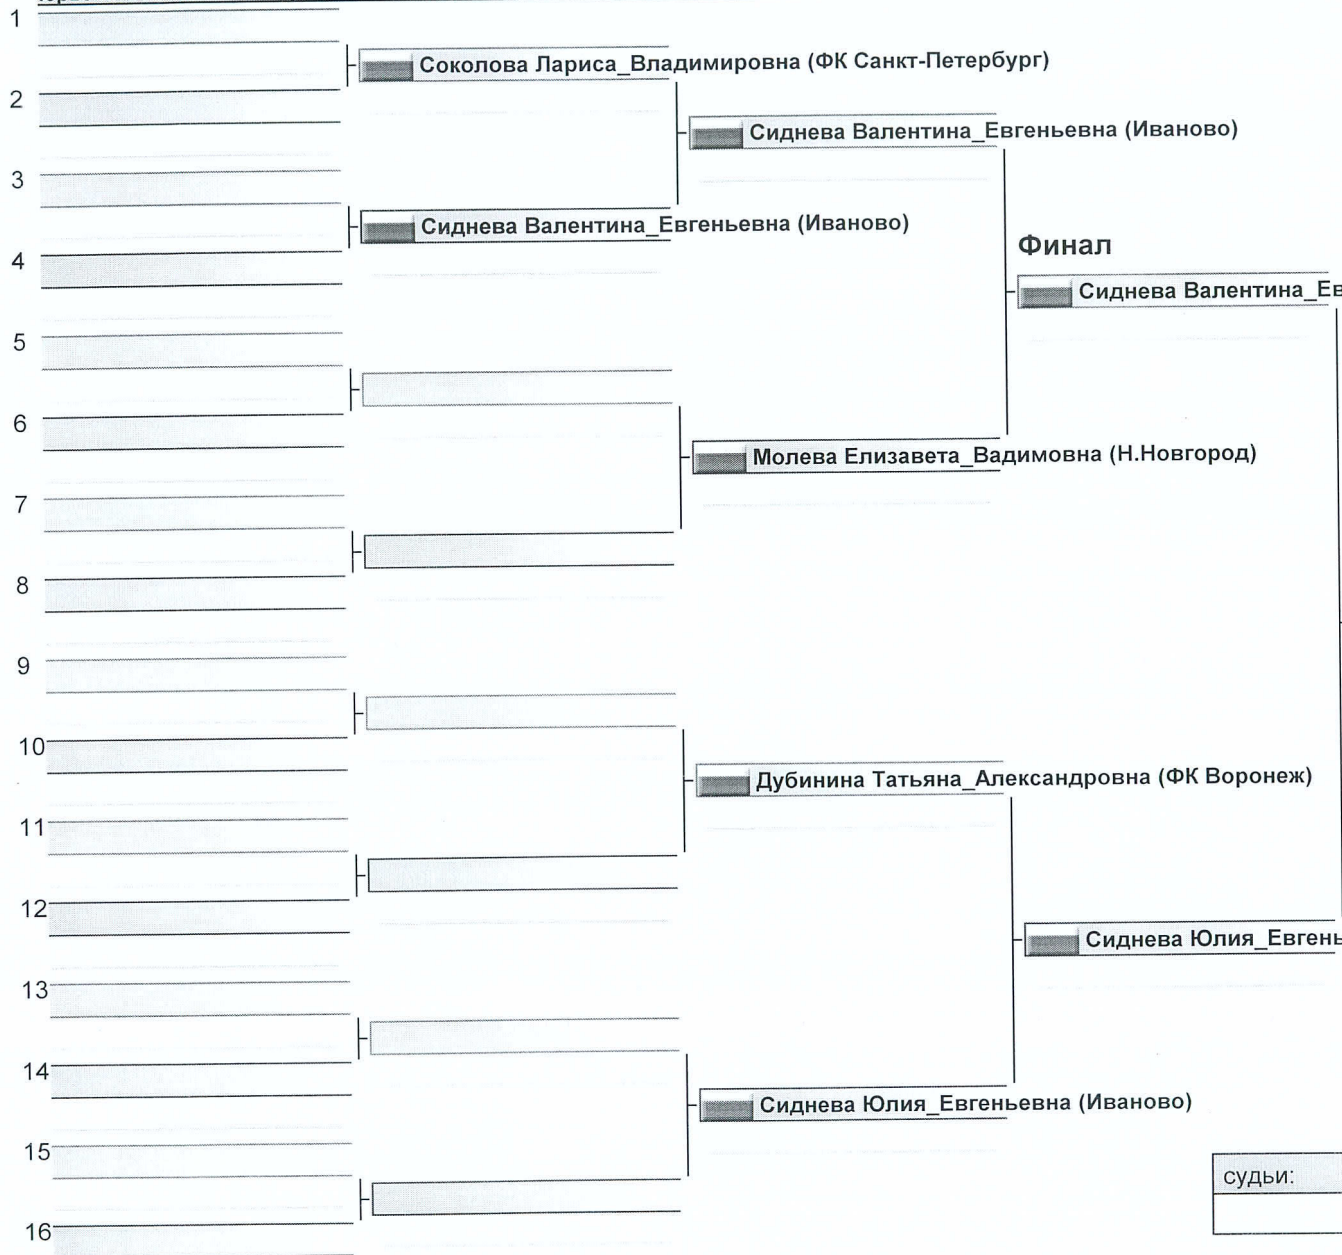 1
Соколова Лариса_Владимировна (ФК Санкт-Петербург)
2
Сиднева Валентина_Евгеньевна (Иваново)
3
Сиднева Валентина_Евгеньевна (Иваново)
4
Финал
Сиднева Валентина_Ев
5
6
Молева Елизавета_Вадимовна (Н.Новгород)
7
8
9
10
Дубинина Татьяна_Александровна (ФК Воронеж)
11
12
Сиднева Юлия_Евгень
13
14
Сиднева Юлия_Евгеньевна (Иваново)
15
судьи:
16